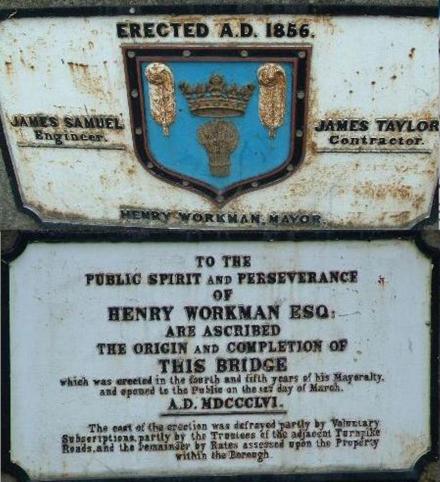 ERECTED A.D. 1856.
JAMES SAMUEL
Engineer.
JAMES TAYLOR
Contractor.
HENRY WORKMAN, MAYOR.
TO THE
PUBLIC SPIRIT AND PERSEVERANCE
OF
HENRY WORKMAN ESQ:
ARE ASCRIBED
THE ORIGIN AND COMPLETION OF
THIS BRIDGE
which was erected in the fourth and fifth years of his Mayoralty,
and opened to the Public on the 1st day of March.
A.D. MDCCCLVI.
The cost of the erection was defrayed partly by Voluntary
Subscriptions, partly by the Trustees of the adjacent Turnpike
Roads, and the remainder by Rates assessed upon the Property
within the Borough.